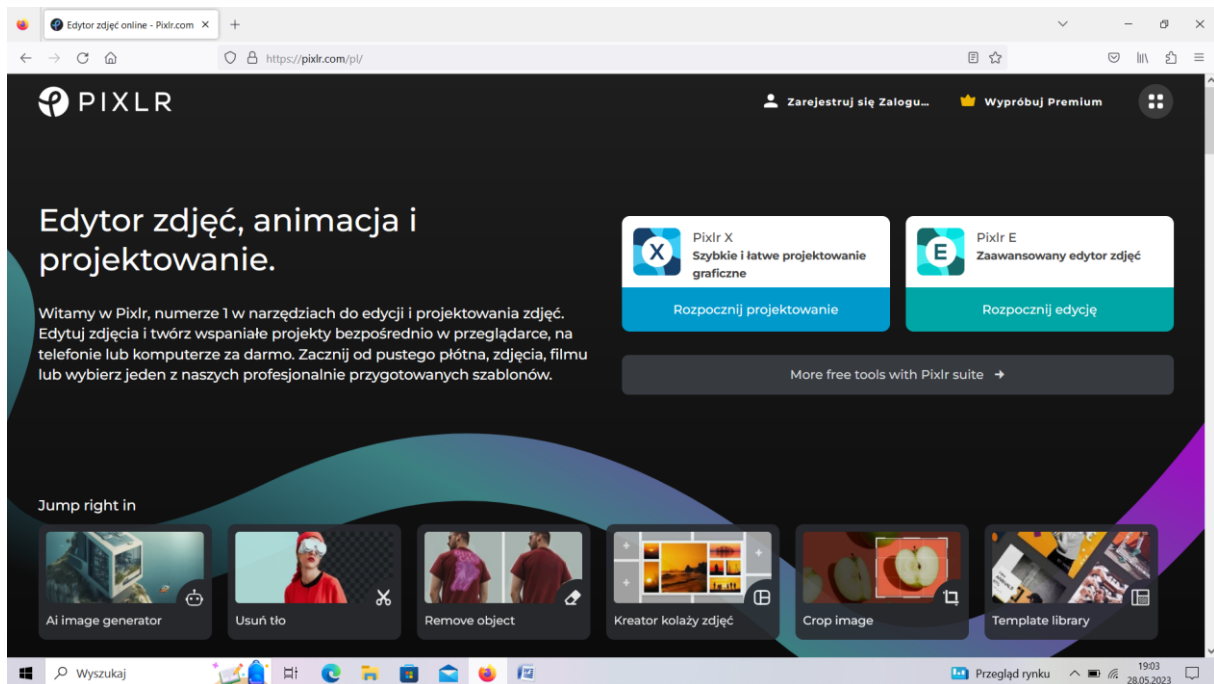 Edytor zdjęć online - Pixlr.com
https://pixlr.com/pl/
PIXLR
Zarejestruj się Zalogu...
Wypróbuj Premium
Edytor zdjęć, animacja i
projektowanie.
Witamy w Pixlr, numerze 1 w narzędziach do edycji i projektowania zdjęć.
Edytuj zdjęcia i twórz wspaniałe projekty bezpośrednio w przeglądarce, na
telefonie lub komputerze za darmo. Zacznij od pustego płótna, zdjęcia, filmu
lub wybierz jeden z naszych profesjonalnie przygotowanych szablonów.
X
Pixlr X
Szybkie i łatwe projektowanie
graficzne
Rozpocznij projektowanie
E
Pixlr E
Zaawansowany edytor zdjęć
Rozpocznij edycję
More free tools with Pixlr suite
Jump right in
Ai image generator
Usuń tło
Remove object
Kreator kolaży zdjęć
Crop image
Template library
Wyszukaj
Przegląd rynku
19:03
28.05.2023